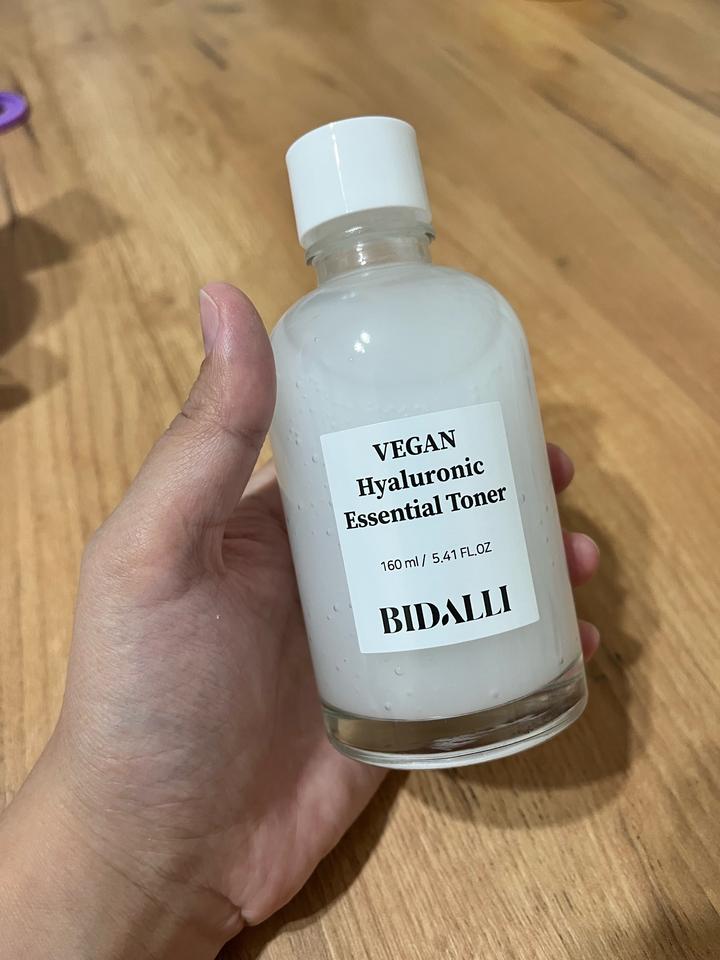 VEGAN
Hyaluronic
Essential Toner
160 ml / 5.41 FL.OZ
BIDALLI